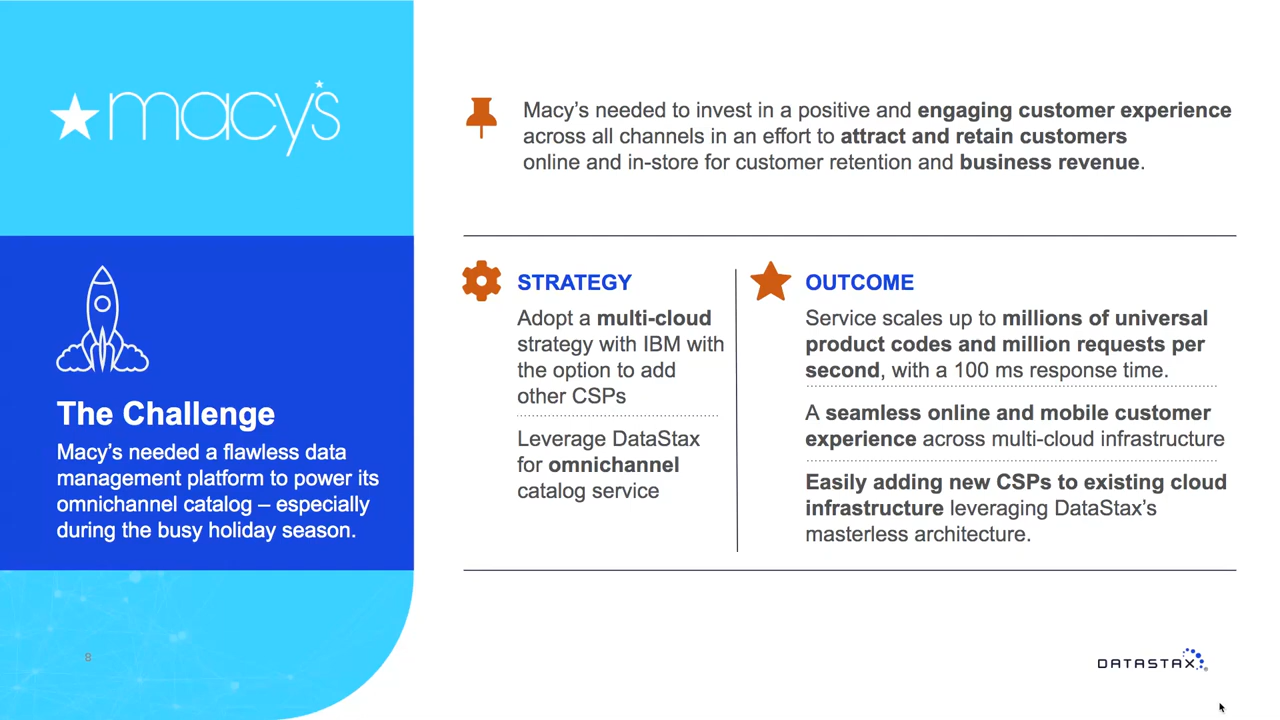 macy's
Macy's needed to invest in a positive and engaging customer experience
across all channels in an effort to attract and retain customers
online and in-store for customer retention and business revenue.
The Challenge
Macy's needed a flawless data
management platform to power its
omnichannel catalog – especially
during the busy holiday season.
STRATEGY
Adopt a multi-cloud
strategy with IBM with
the option to add
other CSPs
Leverage DataStax
for omnichannel
catalog service
OUTCOME
Service scales up to millions of universal
product codes and million requests per
second, with a 100 ms response time.
A seamless online and mobile customer
experience across multi-cloud infrastructure
Easily adding new CSPs to existing cloud
infrastructure leveraging DataStax's
masterless architecture.
8
DATASTAX